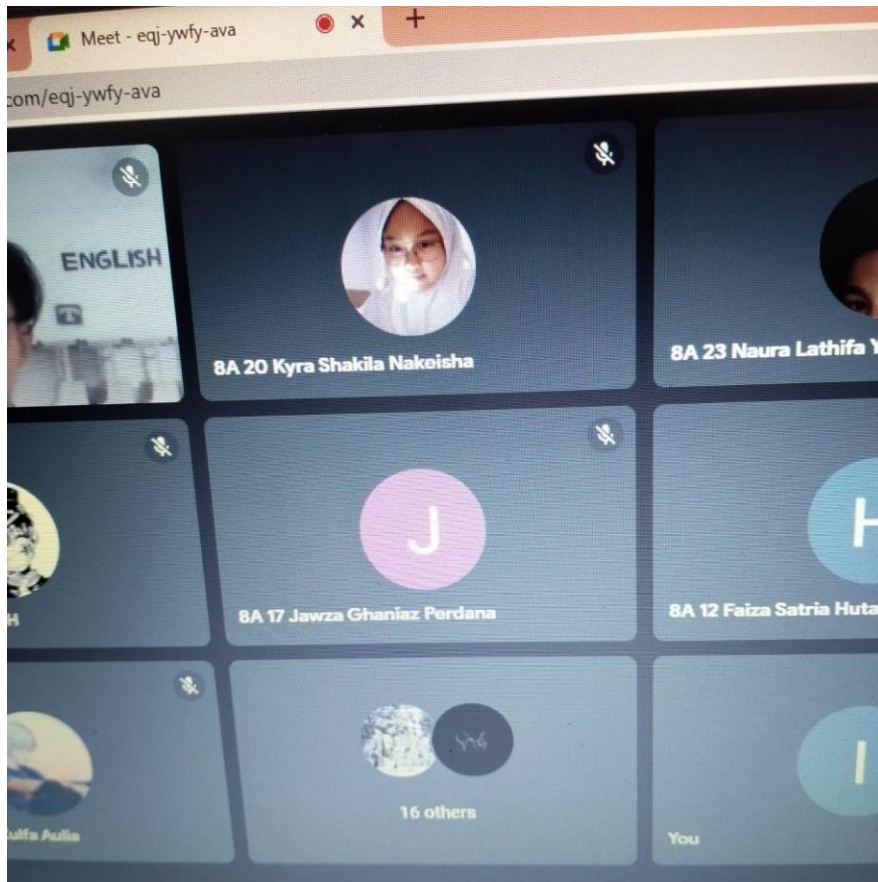 Meet - eqj-ywfy-ava
com/eqj-ywfy-ava
ENGLISH
8A 20 Kyra Shakila Nakeisha
8A 23 Naura Lathifa Y
H
J
8A 17 Jawza Ghaniaz Perdana
H
8A 12 Faiza Satria Huta
Aulia
16 others
I
You